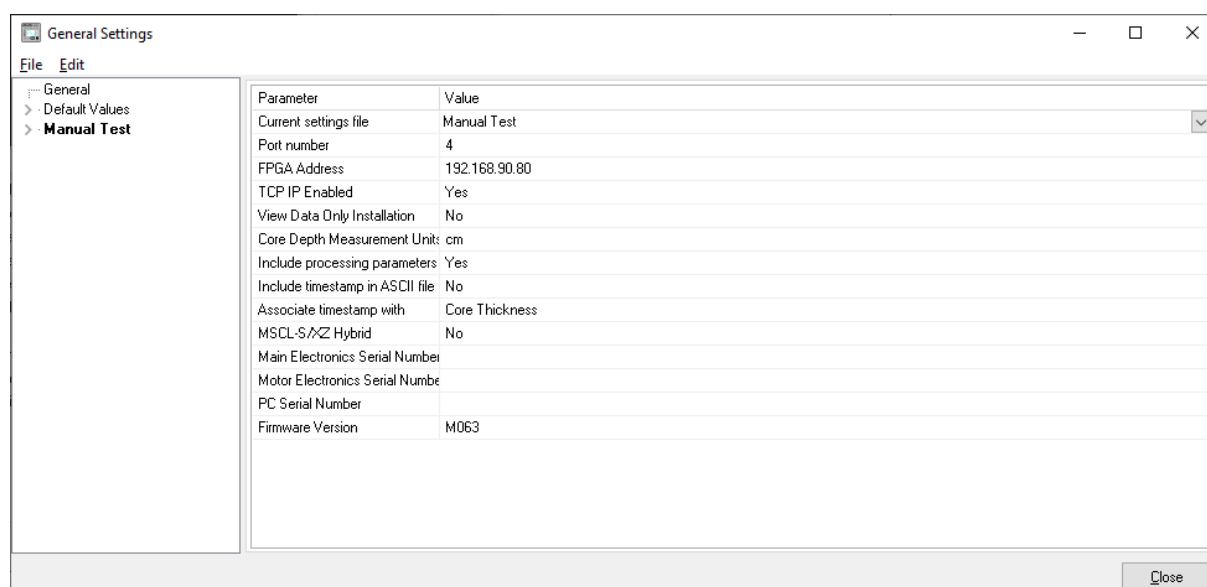 General Settings
File Edit
General
Default Values
Manual Test
Parameter Value
Current settings file Manual Test
Port number 4
FPGA Address 192.168.90.80
TCP IP Enabled Yes
View Data Only Installation No
Core Depth Measurement Units cm
Include processing parameters Yes
Include timestamp in ASCII file No
Associate timestamp with Core Thickness
MSCL-S/XZ Hybrid No
Main Electronics Serial Number
Motor Electronics Serial Numbe
PC Serial Number
Firmware Version M063
Close